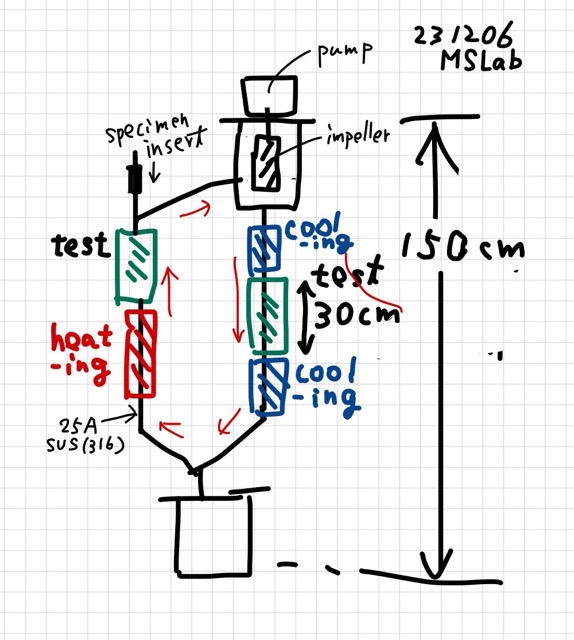 231206
MSLab
pump
specimen
insert
impeller
cool
-ing
test
150cm
test
30cm
heat
-ing
cool
-ing
25A
SUS(316)